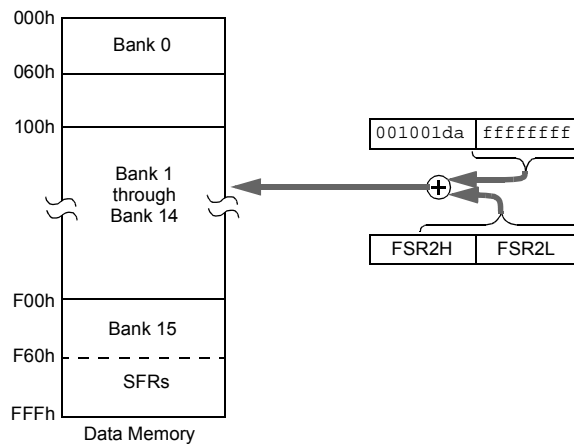 000h
Bank 0
060h
100h
001001da ffffffff
Bank 1
through
Bank 14
FSR2H FSR2L
F00h
Bank 15
F60h
SFRs
FFFh
Data Memory